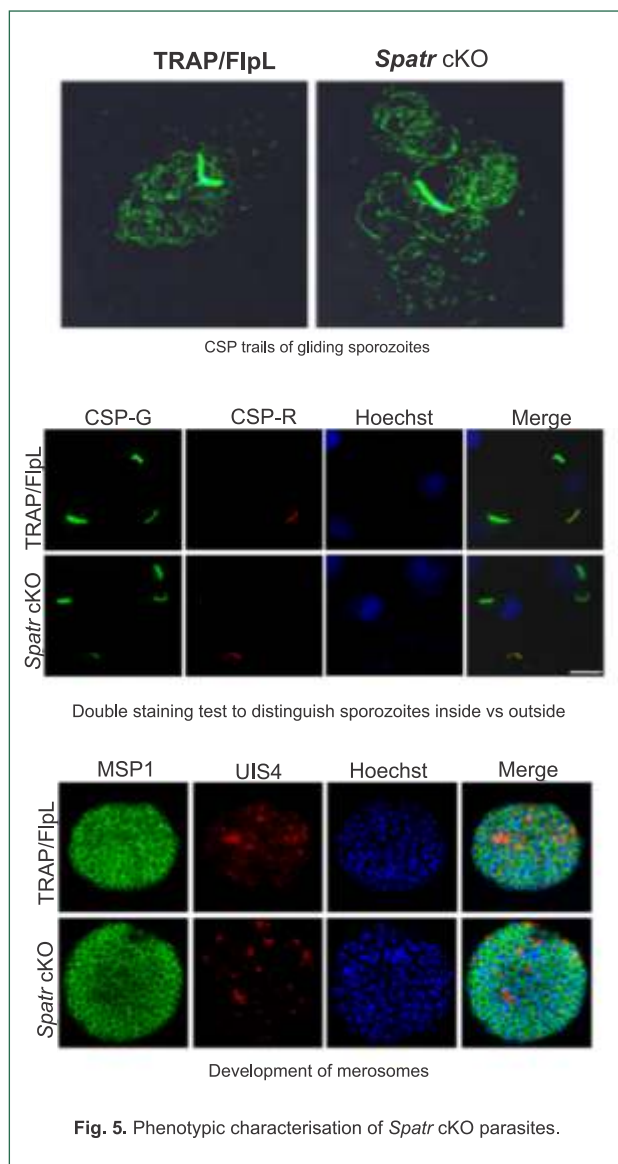 TRAP/FlpL Spatr cKO
CSP trails of gliding sporozoites
CSP-G CSP-R Hoechst Merge
TRAP/FlpL
Spatr cKO
Double staining test to distinguish sporozoites inside vs outside
MSP1 UIS4 Hoechst Merge
TRAP/FlpL
Spatr cKO
Development of merosomes
Fig. 5. Phenotypic characterisation of Spatr cKO parasites.